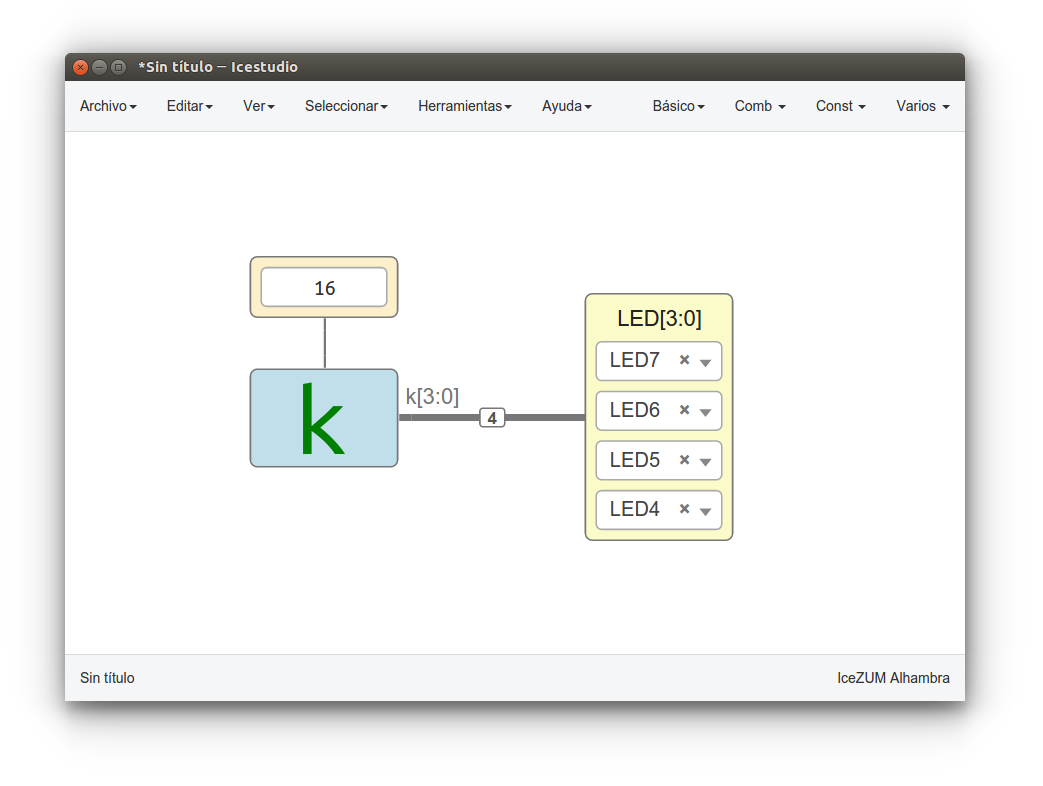 *Sin título – Icestudio
Archivo Editar Ver Seleccionar Herramientas Ayuda Básico Comb Const Varios
16
k
k[3:0]
4
LED[3:0]
LED7
LED6
LED5
LED4
Sin título IceZUM Alhambra